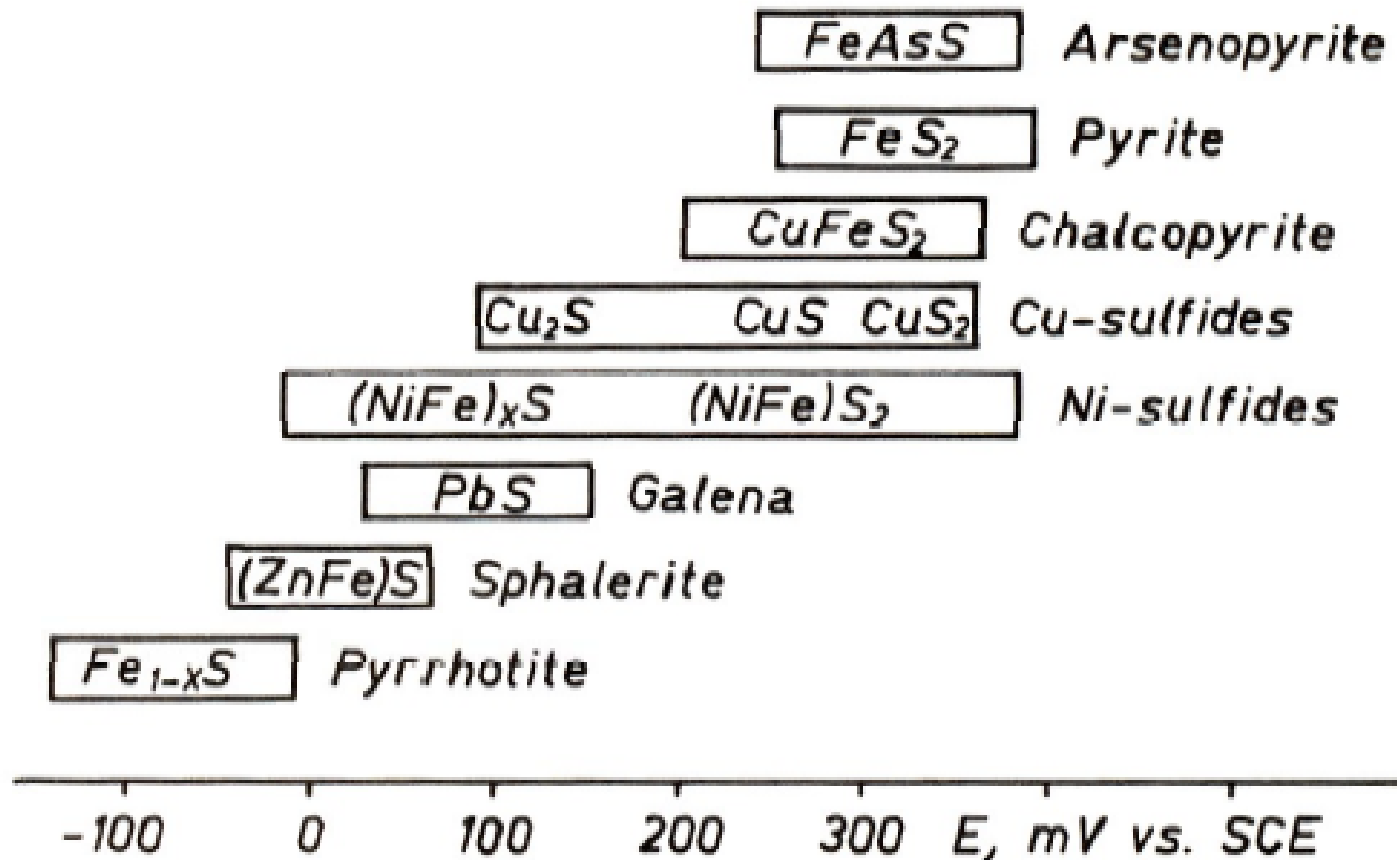 FeAsS Arsenopyrite
FeS₂ Pyrite
CuFeS₂ Chalcopyrite
Cu₂S CuS CuS₂ Cu-sulfides
(NiFe)ₓS (NiFe)S₂ Ni-sulfides
PbS Galena
(ZnFe)S Sphalerite
Fe₁₋ₓS Pyrrhotite
-100 0 100 200 300 E, mV vs. SCE